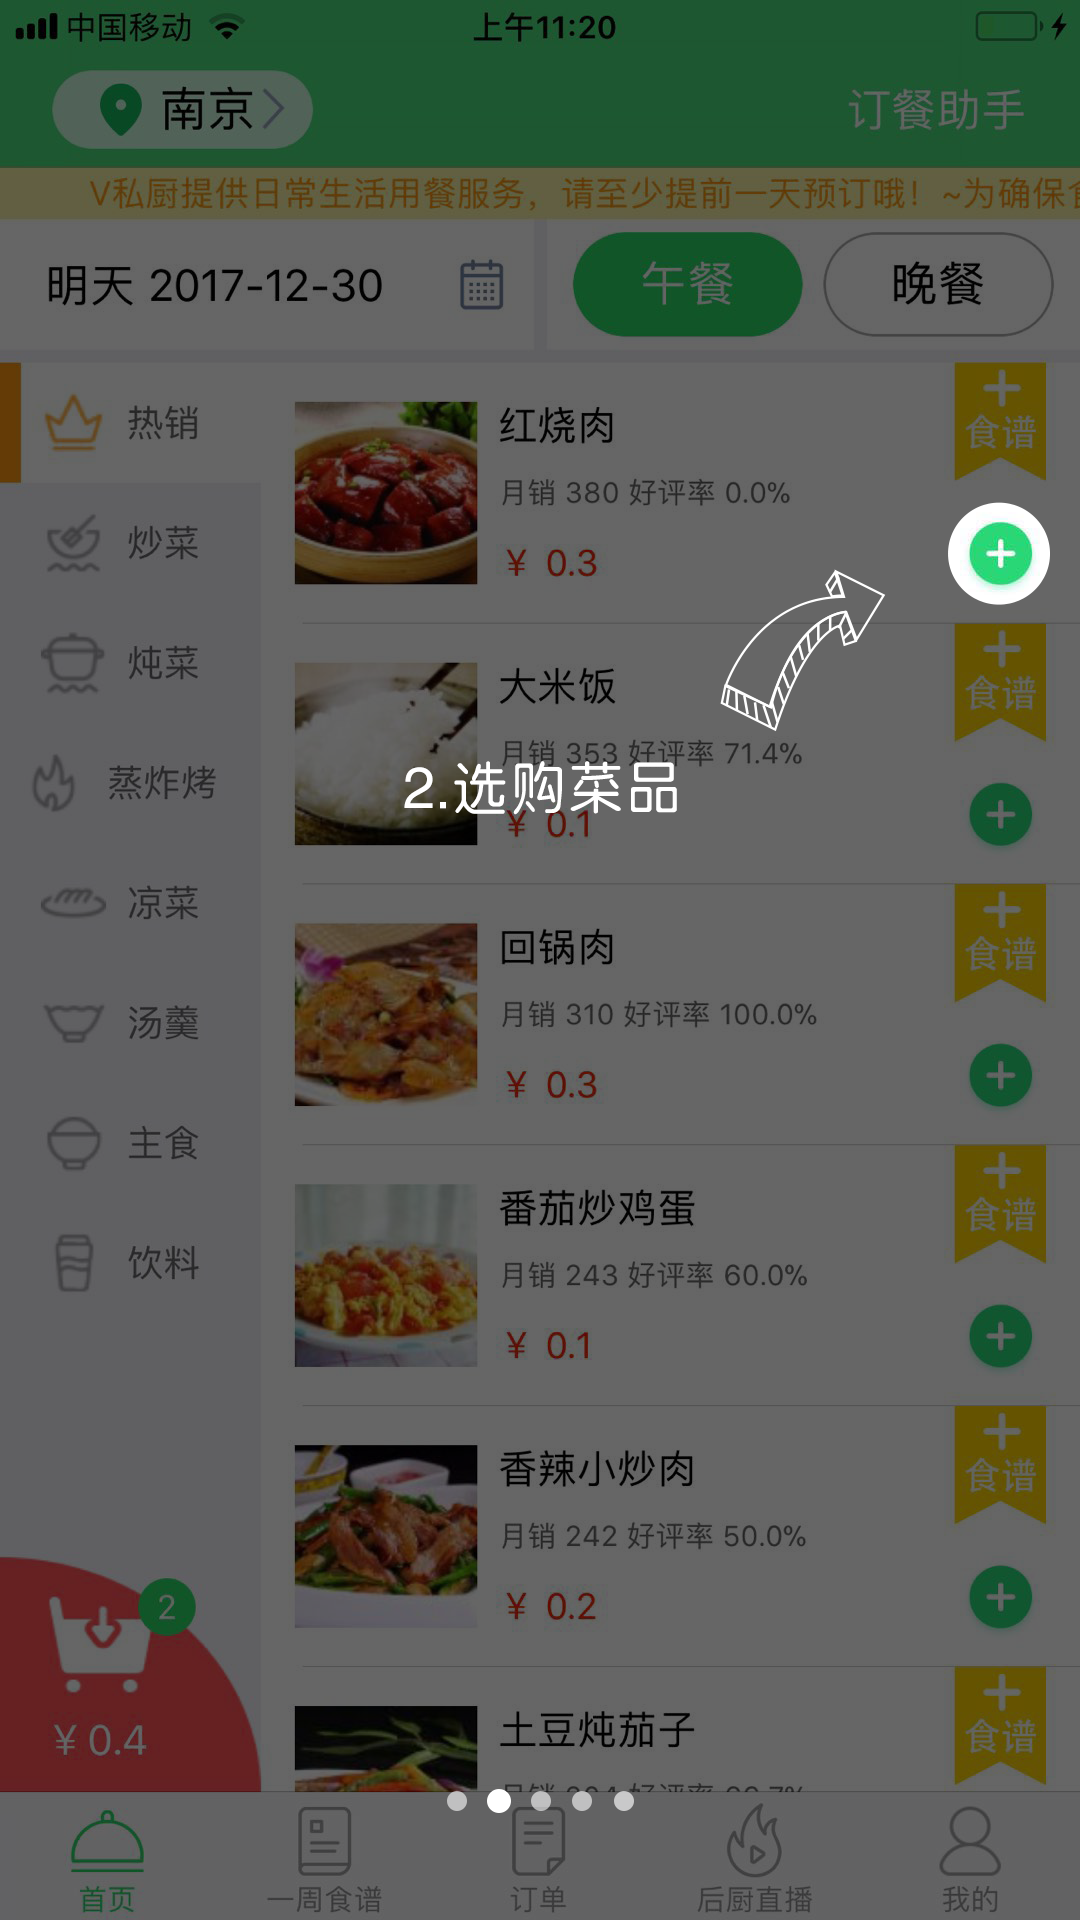 中国移动
上午11:20
南京
订餐助手
V私厨提供日常生活用餐服务，请至少提前一天预订哦！~为确保食
明天 2017-12-30
午餐
晚餐
热销
炒菜
炖菜
蒸炸烤
凉菜
汤羹
主食
饮料
红烧肉
月销 380 好评率 0.0%
¥ 0.3
食谱
大米饭
月销 353 好评率 71.4%
¥ 0.1
食谱
2.选购菜品
回锅肉
月销 310 好评率 100.0%
¥ 0.3
食谱
番茄炒鸡蛋
月销 243 好评率 60.0%
¥ 0.1
食谱
香辣小炒肉
月销 242 好评率 50.0%
¥ 0.2
食谱
土豆炖茄子
食谱
2
¥ 0.4
首页
一周食谱
订单
后厨直播
我的